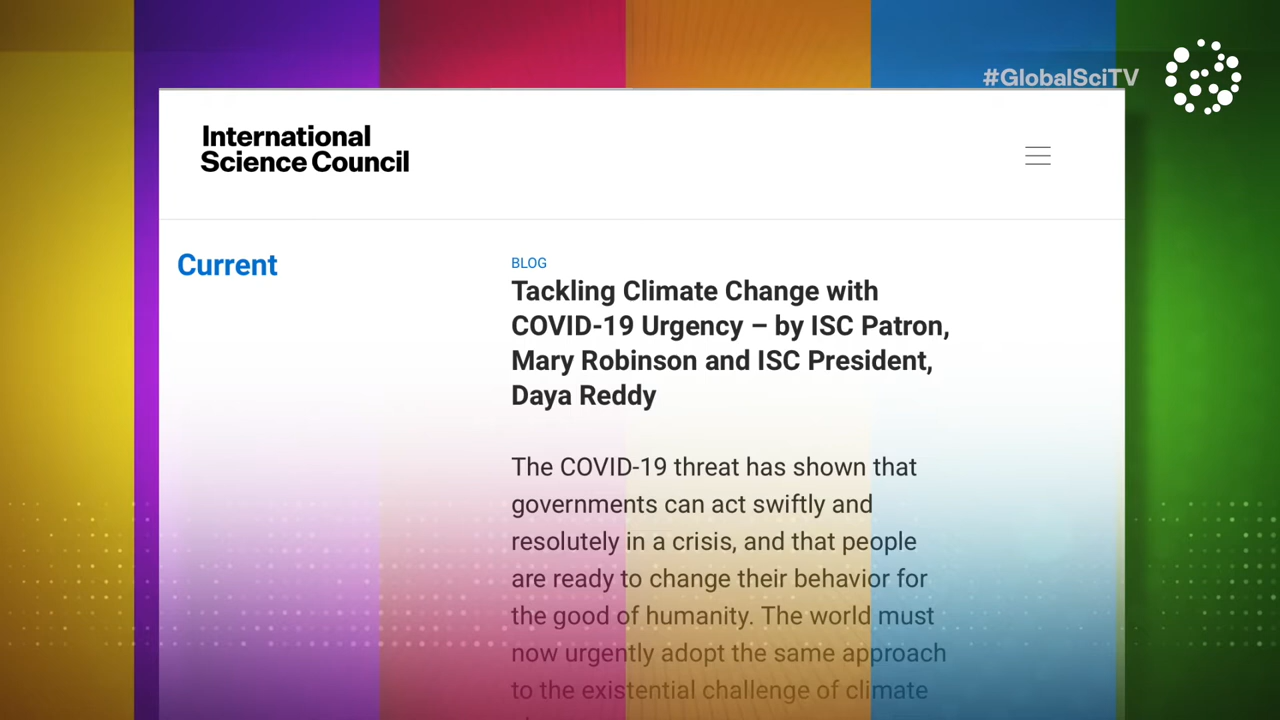 #GlobalSciTV
International
Science Council
Current
BLOG
Tackling Climate Change with
COVID-19 Urgency – by ISC Patron,
Mary Robinson and ISC President,
Daya Reddy
The COVID-19 threat has shown that
governments can act swiftly and
resolutely in a crisis, and that people
are ready to change their behavior for
the good of humanity. The world must
now urgently adopt the same approach
to the existential challenge of climate